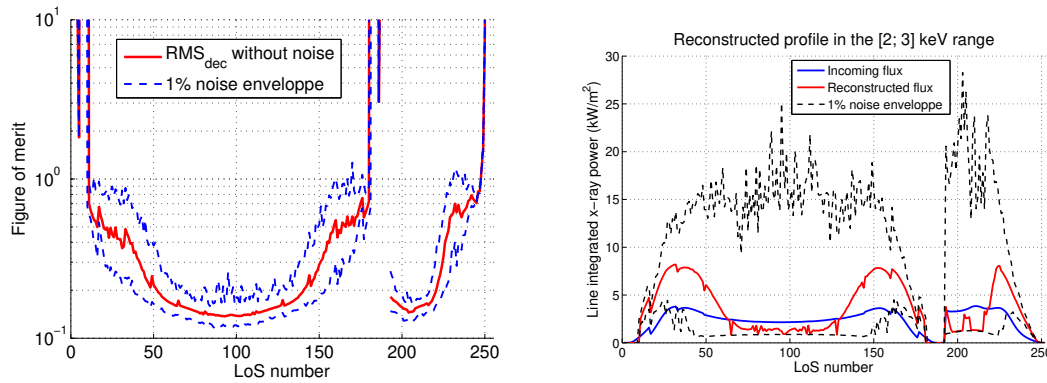 10^1
10^0
10^-1
Figure of merit
RMS_dec without noise
1% noise enveloppe
0 50 100 150 200 250
LoS number
Reconstructed profile in the [2; 3] keV range
30
25
20
15
10
5
0
Line integrated x-ray power (kW/m^2)
Incoming flux
Reconstructed flux
1% noise enveloppe
0 50 100 150 200 250
LoS number